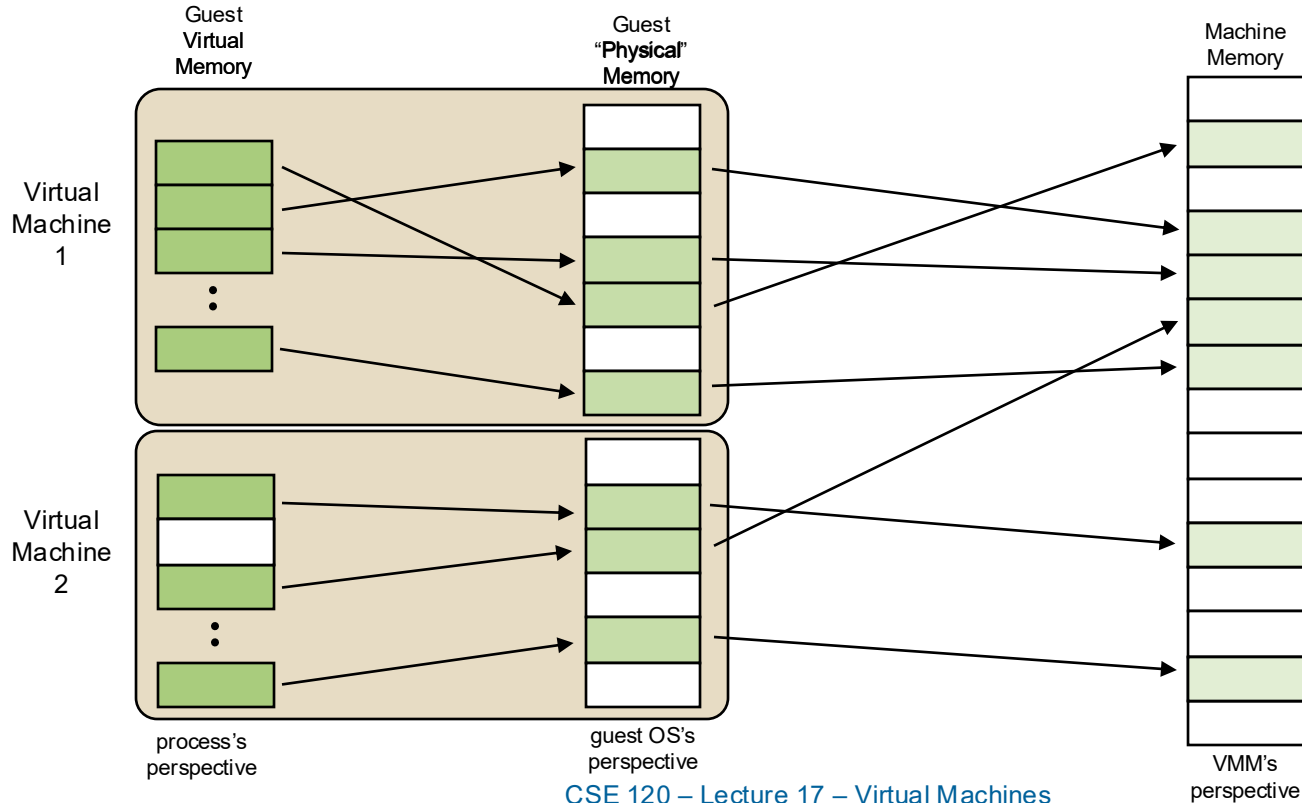 Guest
Virtual
Memory
Guest
“Physical”
Memory
Machine
Memory
Virtual
Machine
1
Virtual
Machine
2
process’s
perspective
guest OS’s
perspective
VMM’s
perspective
CSE 120 – Lecture 17 – Virtual Machines